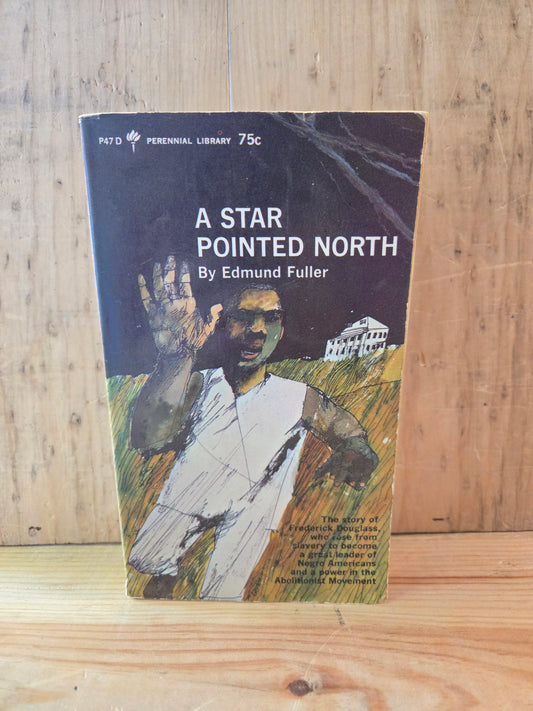 P47 D PERENNIAL LIBRARY 75c
A STAR
POINTED NORTH
By Edmund Fuller
The story of
Frederick Douglass,
who rose from
slavery to become
a great leader of
Negro Americans
and a power in the
Abolitionist Movement